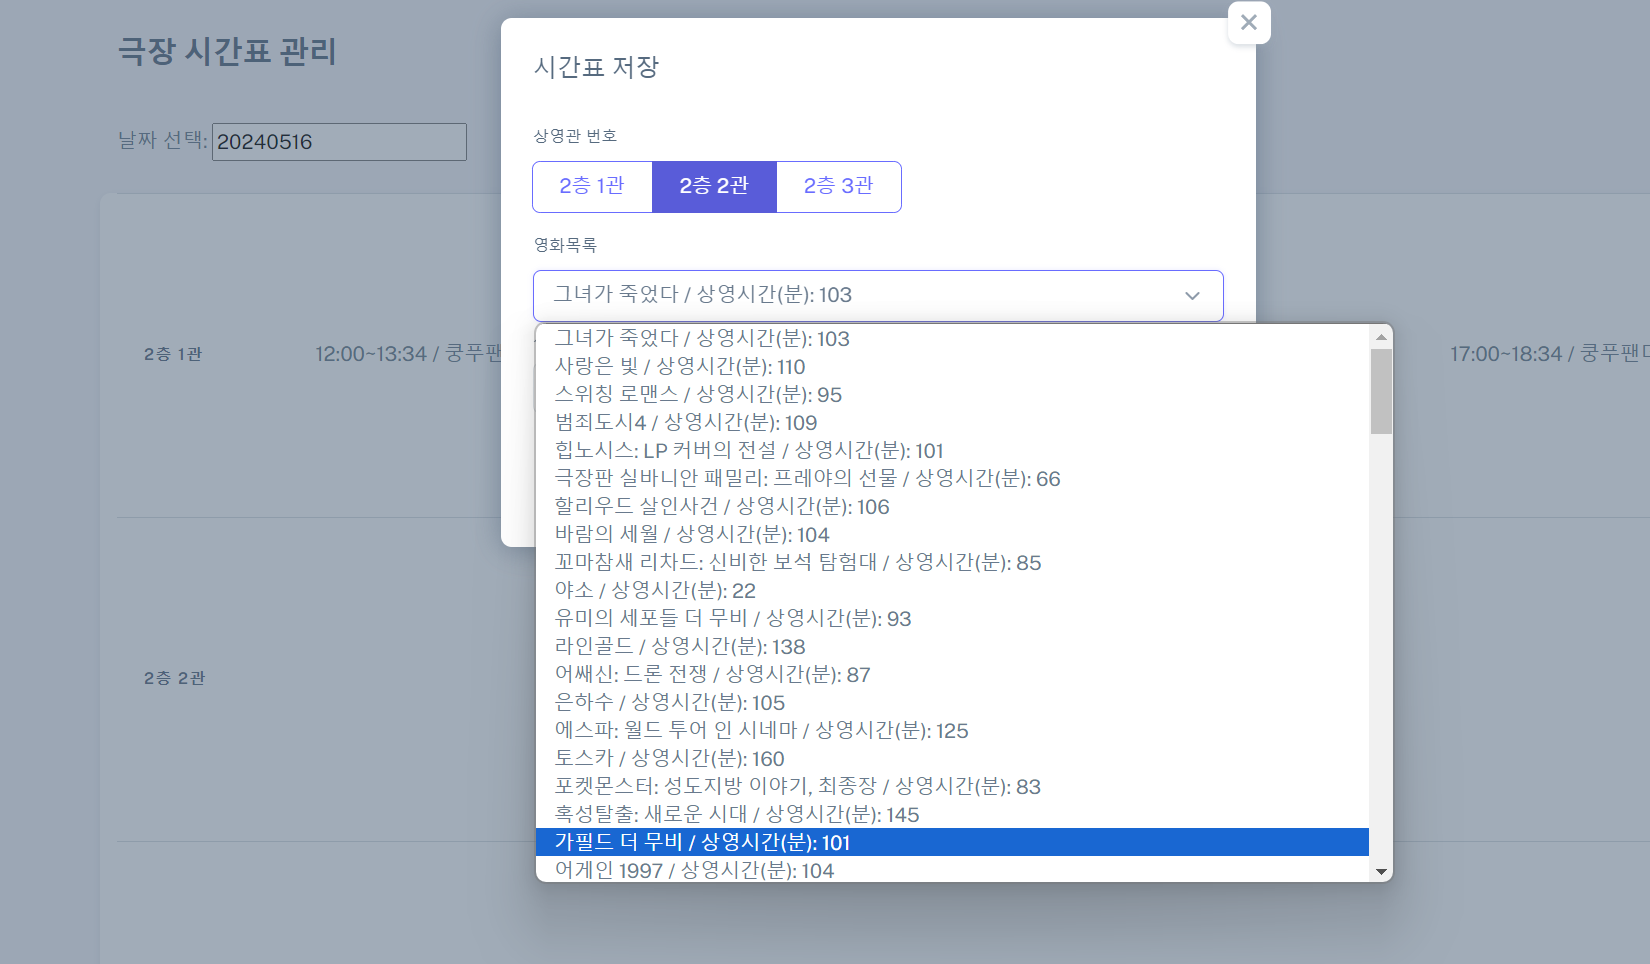 극장 시간표 관리
날짜 선택: 20240516
2층 1관
12:00~13:34 / 쿵푸팬
17:00~18:34 / 쿵푸팬더
2층 2관
시간표 저장
상영관 번호
2층 1관 2층 2관 2층 3관
영화목록
그녀가 죽었다 / 상영시간(분): 103
그녀가 죽었다 / 상영시간(분): 103
사랑은 빛 / 상영시간(분): 110
스위칭 로맨스 / 상영시간(분): 95
범죄도시4 / 상영시간(분): 109
힙노시스: LP 커버의 전설 / 상영시간(분): 101
극장판 실바니안 패밀리: 프레야의 선물 / 상영시간(분): 66
할리우드 살인사건 / 상영시간(분): 106
바람의 세월 / 상영시간(분): 104
꼬마참새 리차드: 신비한 보석 탐험대 / 상영시간(분): 85
야소 / 상영시간(분): 22
유미의 세포들 더 무비 / 상영시간(분): 93
라인골드 / 상영시간(분): 138
어쌔신: 드론 전쟁 / 상영시간(분): 87
은하수 / 상영시간(분): 105
에스파: 월드 투어 인 시네마 / 상영시간(분): 125
토스카 / 상영시간(분): 160
포켓몬스터: 성도지방 이야기, 최종장 / 상영시간(분): 83
혹성탈출: 새로운 시대 / 상영시간(분): 145
가필드 더 무비 / 상영시간(분): 101
어게인 1997 / 상영시간(분): 104